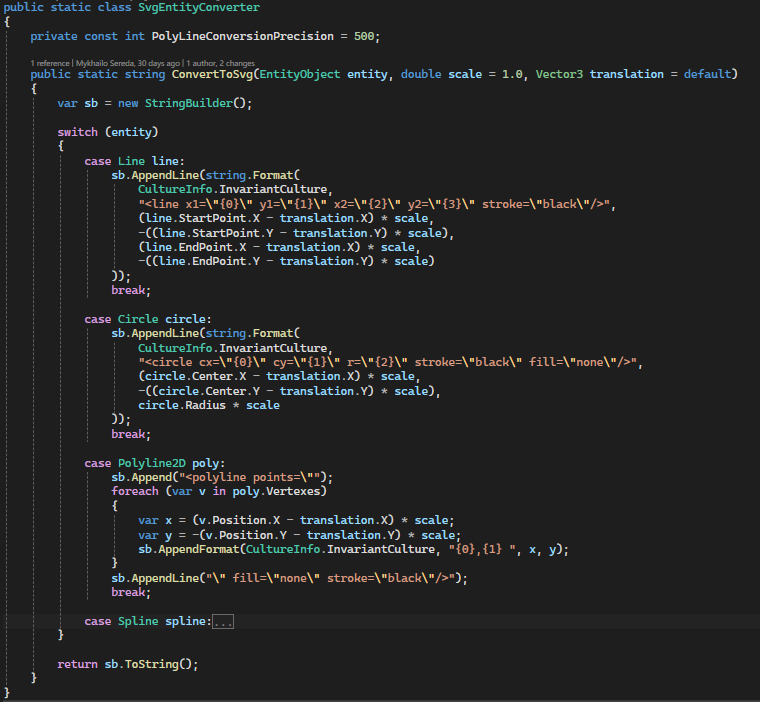 public static class SvgEntityConverter
{
    private const int PolyLineConversionPrecision = 500;
    1 reference | Mykhailo Sereda, 30 days ago | 1 author, 2 changes
    public static string ConvertToSvg(EntityObject entity, double scale = 1.0, Vector3 translation = default)
    {
        var sb = new StringBuilder();
        switch (entity)
        {
            case Line line:
                sb.AppendLine(string.Format(
                    CultureInfo.InvariantCulture,
                    "<line x1=\"{0}\" y1=\"{1}\" x2=\"{2}\" y2=\"{3}\" stroke=\"black\"/>",
                    (line.StartPoint.X - translation.X) * scale,
                    -((line.StartPoint.Y - translation.Y) * scale),
                    (line.EndPoint.X - translation.X) * scale,
                    -((line.EndPoint.Y - translation.Y) * scale)
                ));
                break;
            case Circle circle:
                sb.AppendLine(string.Format(
                    CultureInfo.InvariantCulture,
                    "<circle cx=\"{0}\" cy=\"{1}\" r=\"{2}\" stroke=\"black\" fill=\"none\"/>",
                    (circle.Center.X - translation.X) * scale,
                    -((circle.Center.Y - translation.Y) * scale),
                    circle.Radius * scale
                ));
                break;
            case Polyline2D poly:
                sb.Append("<polyline points=\"");
                foreach (var v in poly.Vertexes)
                {
                    var x = (v.Position.X - translation.X) * scale;
                    var y = -(v.Position.Y - translation.Y) * scale;
                    sb.AppendFormat(CultureInfo.InvariantCulture, "{0},{1} ", x, y);
                }
                sb.AppendLine("\" fill=\"none\" stroke=\"black\"/>");
                break;
            case Spline spline:...
        }
        return sb.ToString();
    }
}